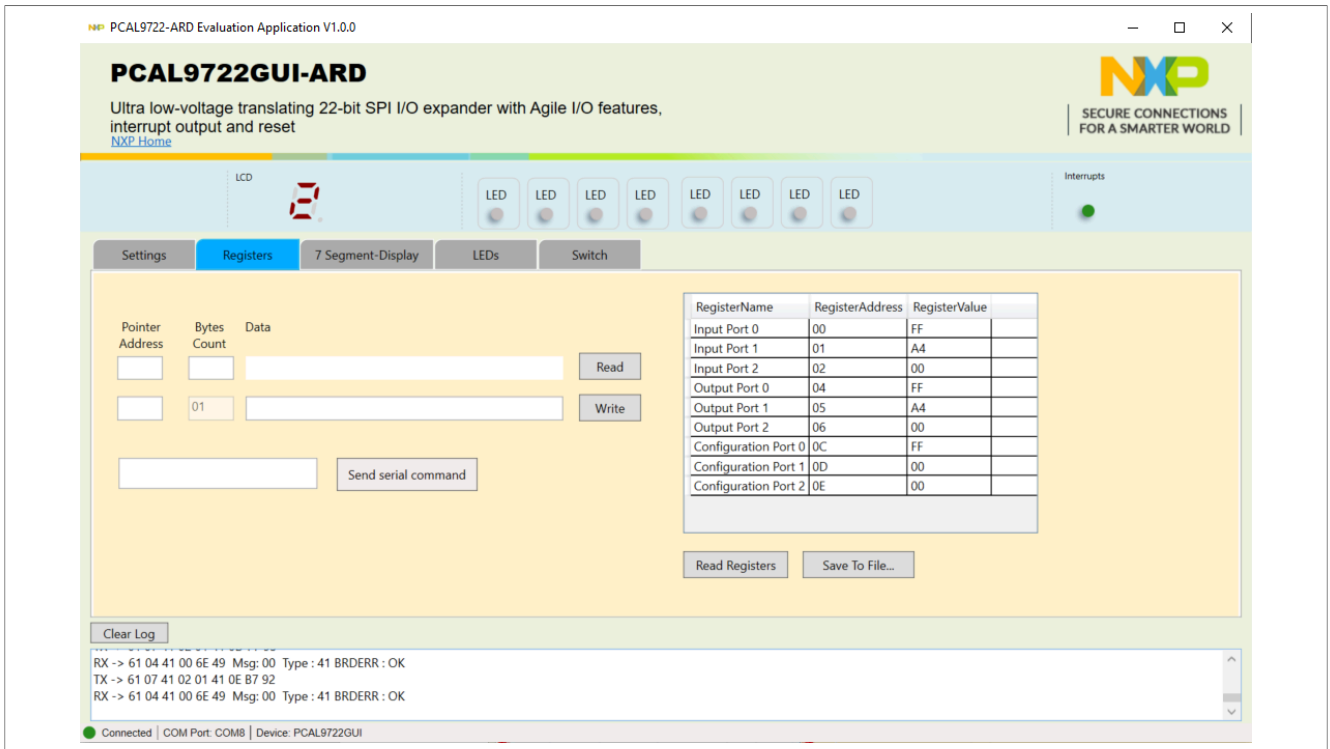 NXP PCAL9722-ARD Evaluation Application V1.0.0
PCAL9722GUI-ARD
Ultra low-voltage translating 22-bit SPI I/O expander with Agile I/O features,
interrupt output and reset
NXP Home
NXP
SECURE CONNECTIONS
FOR A SMARTER WORLD
LCD
2
LED LED LED LED LED LED LED LED
Interrupts
Settings Registers 7 Segment-Display LEDs Switch
Pointer Address Bytes Count Data
Read
01 Write
Send serial command
RegisterName RegisterAddress RegisterValue
Input Port 0 00 FF
Input Port 1 01 A4
Input Port 2 02 00
Output Port 0 04 FF
Output Port 1 05 A4
Output Port 2 06 00
Configuration Port 0 0C FF
Configuration Port 1 0D 00
Configuration Port 2 0E 00
Read Registers Save To File...
Clear Log
RX -> 61 04 41 00 6E 49 Msg: 00 Type : 41 BRDERR : OK
TX -> 61 07 41 02 01 41 0E B7 92
RX -> 61 04 41 00 6E 49 Msg: 00 Type : 41 BRDERR : OK
Connected COM Port: COM8 Device: PCAL9722GUI